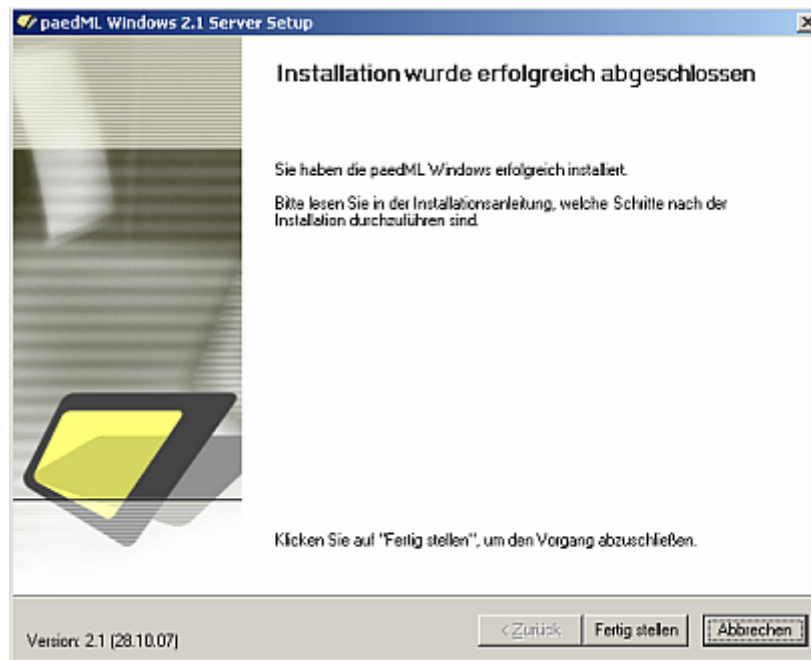 paedML Windows 2.1 Server Setup
Installation wurde erfolgreich abgeschlossen
Sie haben die paedML Windows erfolgreich installiert.
Bitte lesen Sie in der Installationsanleitung, welche Schritte nach der
Installation durchzuführen sind.
Klicken Sie auf "Fertig stellen", um den Vorgang abzuschließen.
Version: 2.1 (28.10.07)
< Zurück
Fertig stellen
Abbrechen